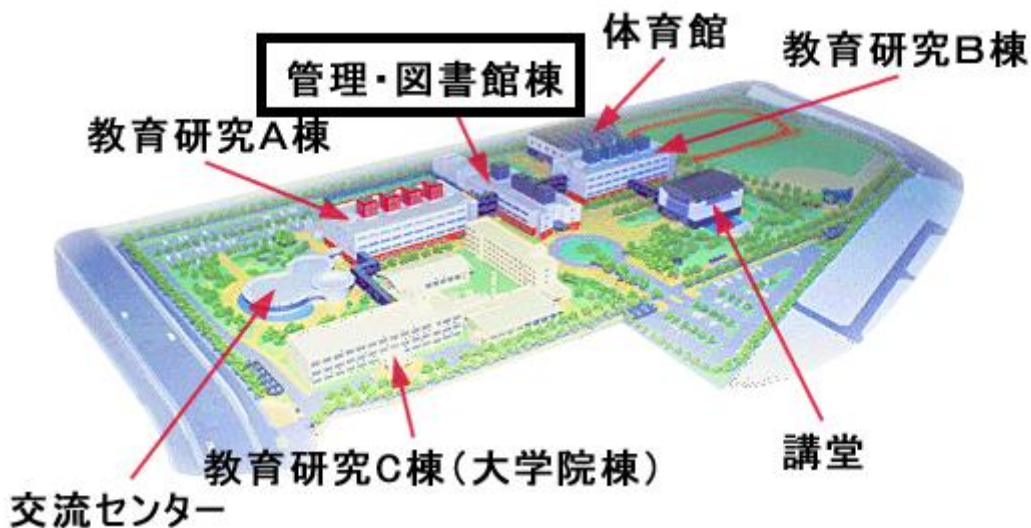 体育館
教育研究B棟
管理・図書館棟
教育研究A棟
講堂
教育研究C棟(大学院棟)
交流センター